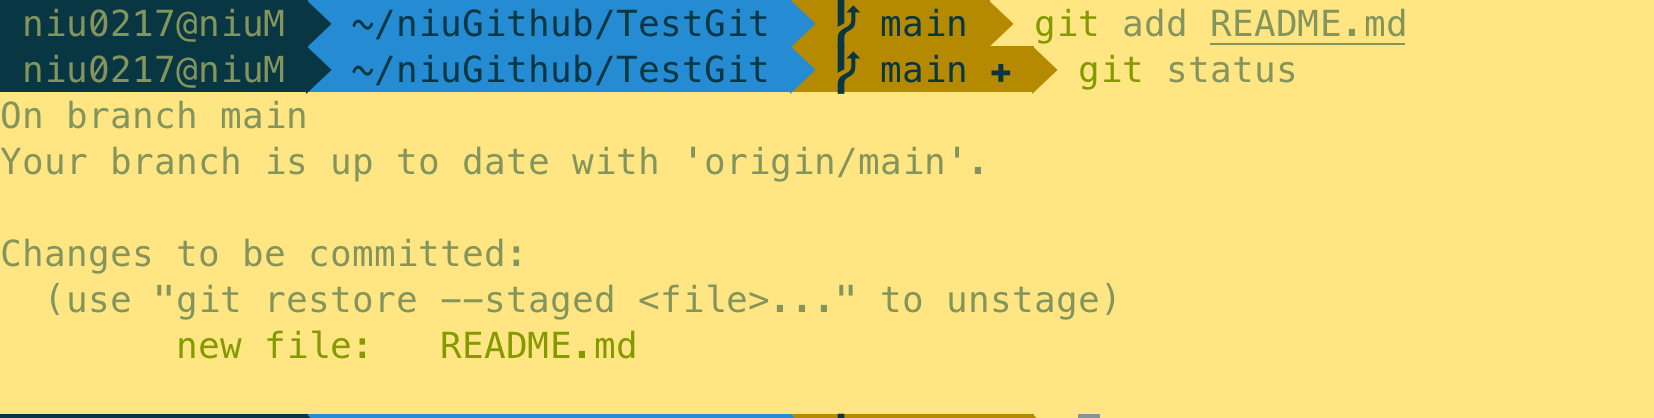 niu0217@niuM ~/niuGithub/TestGit main git add README.md
niu0217@niuM ~/niuGithub/TestGit main + git status
On branch main
Your branch is up to date with 'origin/main'.
Changes to be committed:
(use "git restore --staged <file>..." to unstage)
new file: README.md